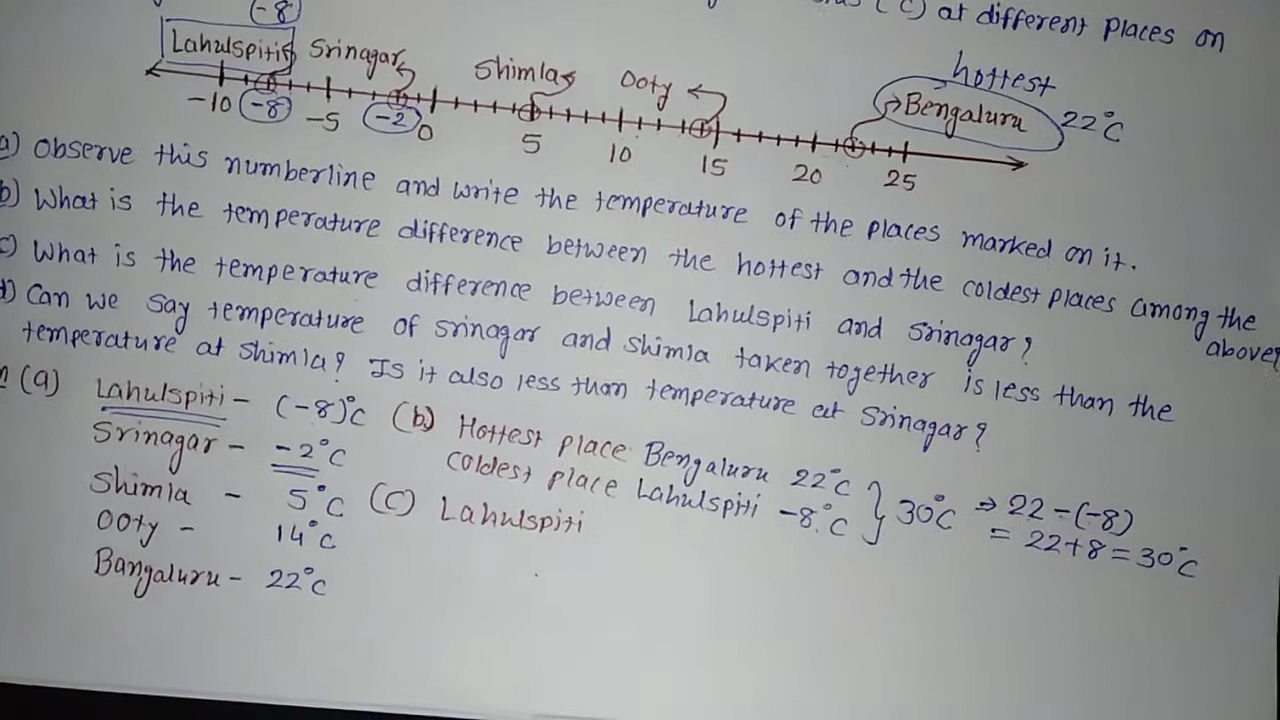 (-8)
(°C) at different places on
Lahulspiti Srinagar Shimla Ooty hottest
Bengaluru 22°C
-10 (-8) -5 (-2) 0 5 10 15 20 25
a) Observe this numberline and write the temperature of the places marked on it.
b) What is the temperature difference between the hottest and the coldest places among the above
c) What is the temperature difference between Lahulspiti and Srinagar?
d) Can we say temperature of Srinagar and Shimla taken together is less than the
temperature at Shimla? Is it also less than temperature at Srinagar?
(a) Lahulspiti - (-8)°C (b) Hottest place Bengaluru 22°C
Srinagar - -2°C coldest place Lahulspiti -8°C } 30°C ⇒ 22-(-8)
= 22+8 = 30°C
Shimla - 5°C (C) Lahulspiti
Ooty - 14°C
Bangaluru - 22°C